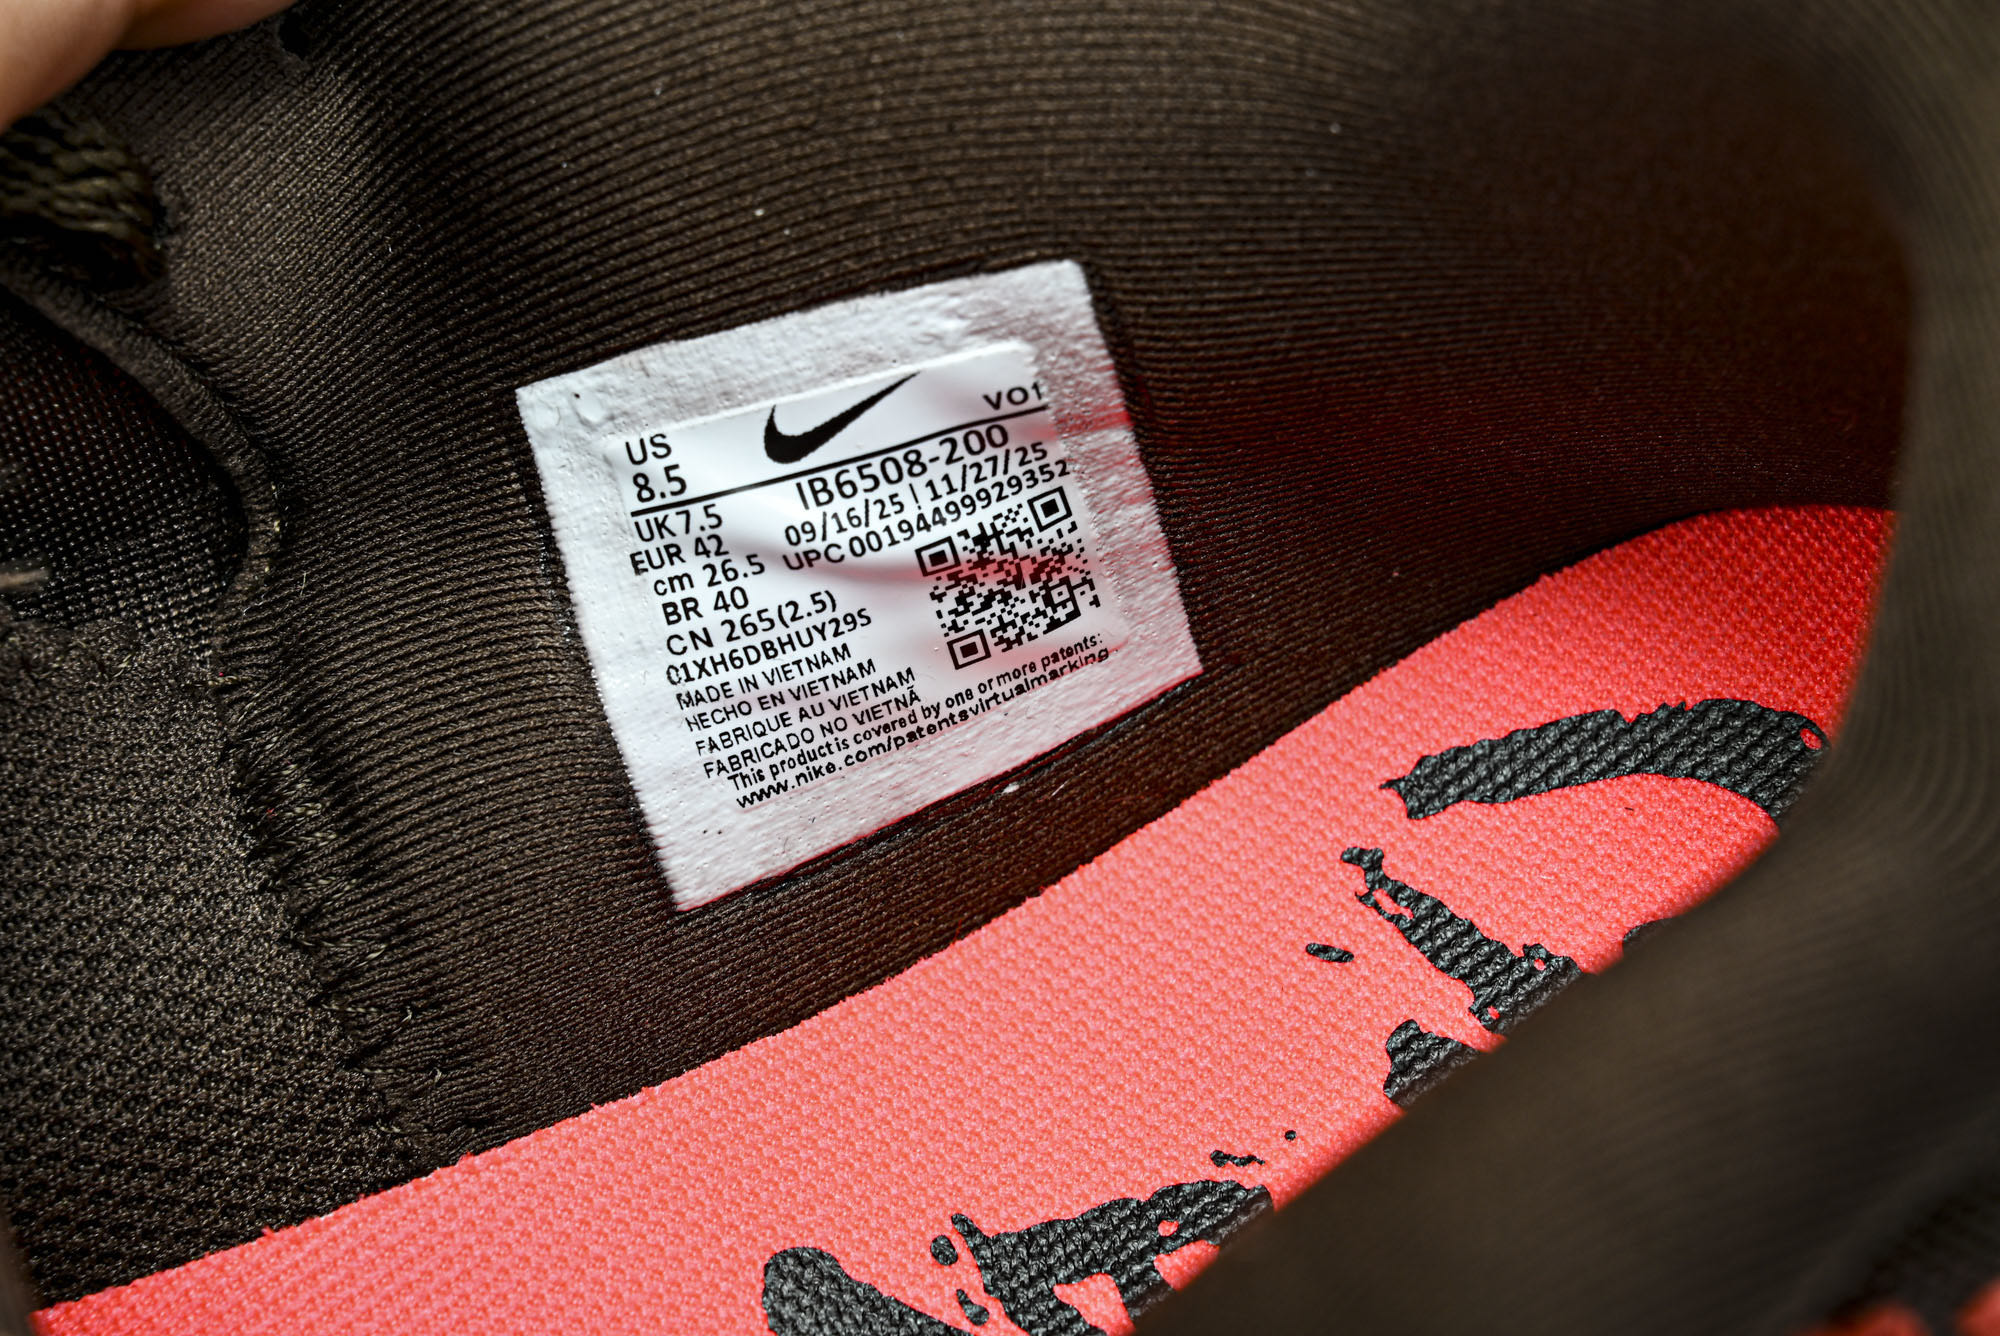 US
8.5
VO1
IB6508-200
09/16/25 | 11/27/25
UPC 00194499929352
UK 7.5
EUR 42
cm 26.5
BR 40
CN 265(2.5)
01XH6DBHUY29S
MADE IN VIETNAM
HECHO EN VIETNAM
FABRIQUE AU VIETNAM
FABRICADO NO VIETNÃ
This product is covered by one or more patents:
www.nike.com/patentsvirtualmarking